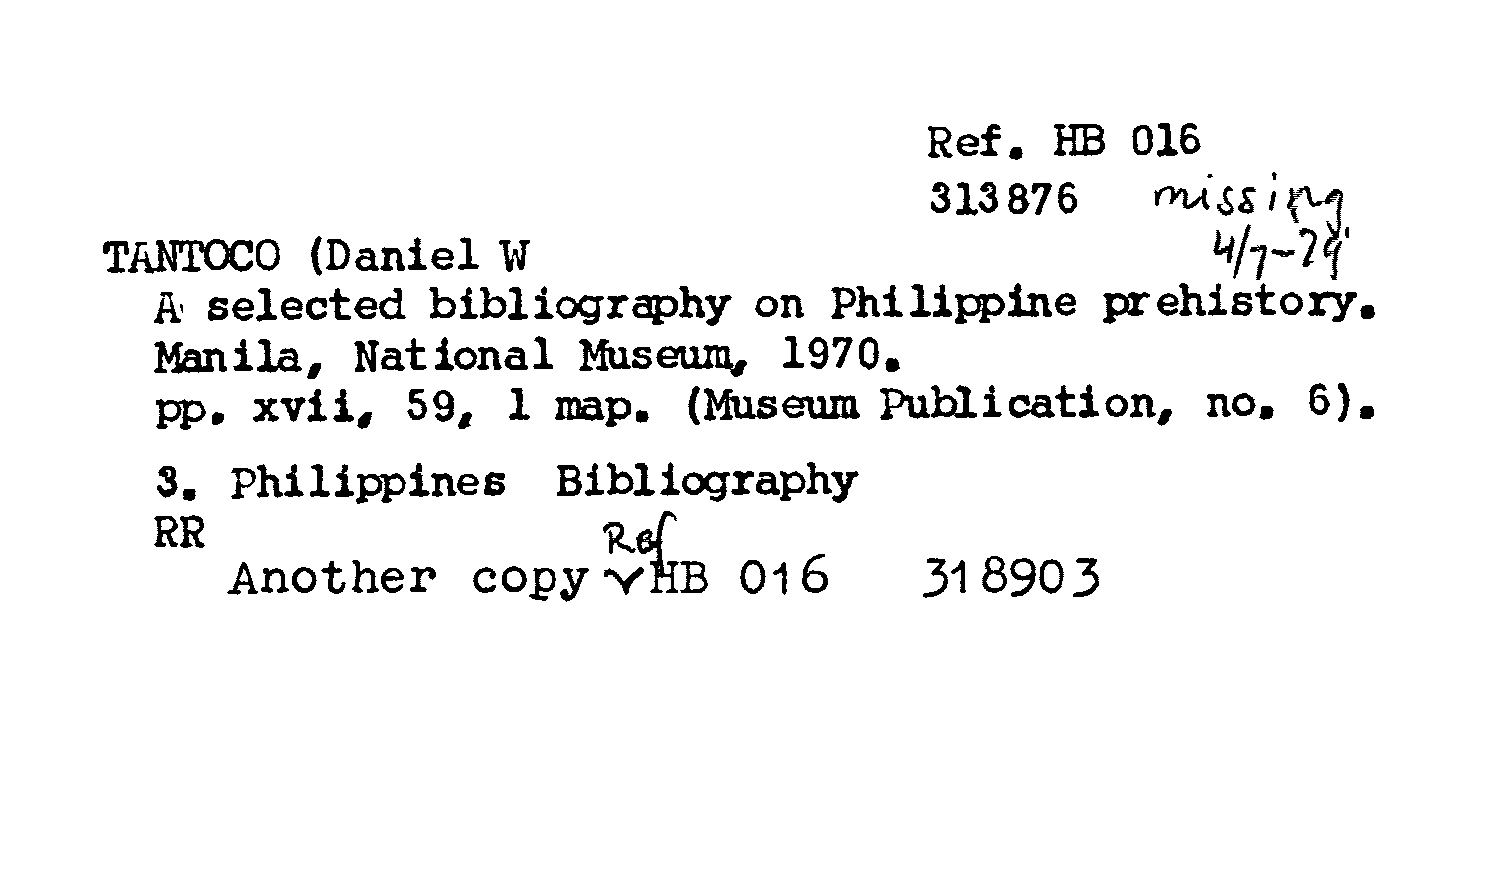 Ref. HB 016
313876 missing
4/7-79
TANTOCO (Daniel W
A selected bibliography on Philippine prehistory.
Manila, National Museum, 1970.
pp. xvii, 59, 1 map. (Museum Publication, no. 6).
3. Philippines Bibliography
RR
Ref
Another copy HB 016 318903